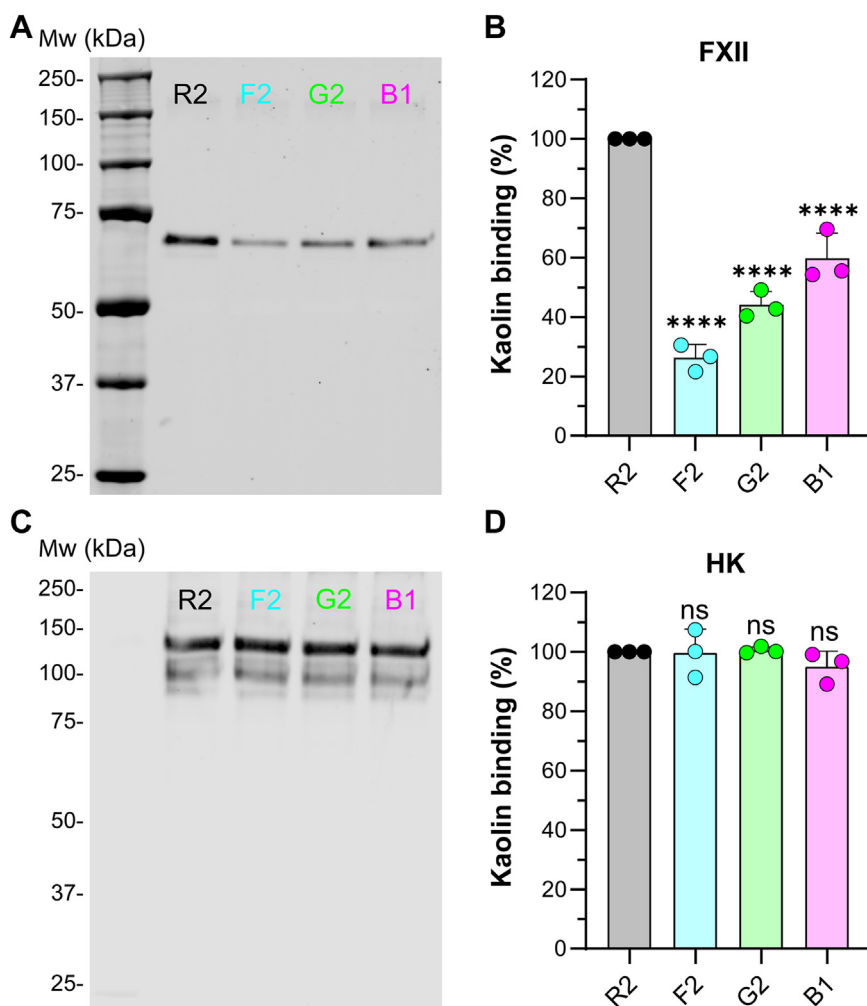 A
Mw (kDa)
250-
150-
100-
75-
50-
37-
25-
R2 F2 G2 B1
B
FXII
Kaolin binding (%)
120
100
80
60
40
20
0
****
****
****
R2 F2 G2 B1
C
Mw (kDa)
250-
150-
100-
75-
50-
37-
25-
R2 F2 G2 B1
D
HK
Kaolin binding (%)
120
100
80
60
40
20
0
ns ns ns
R2 F2 G2 B1